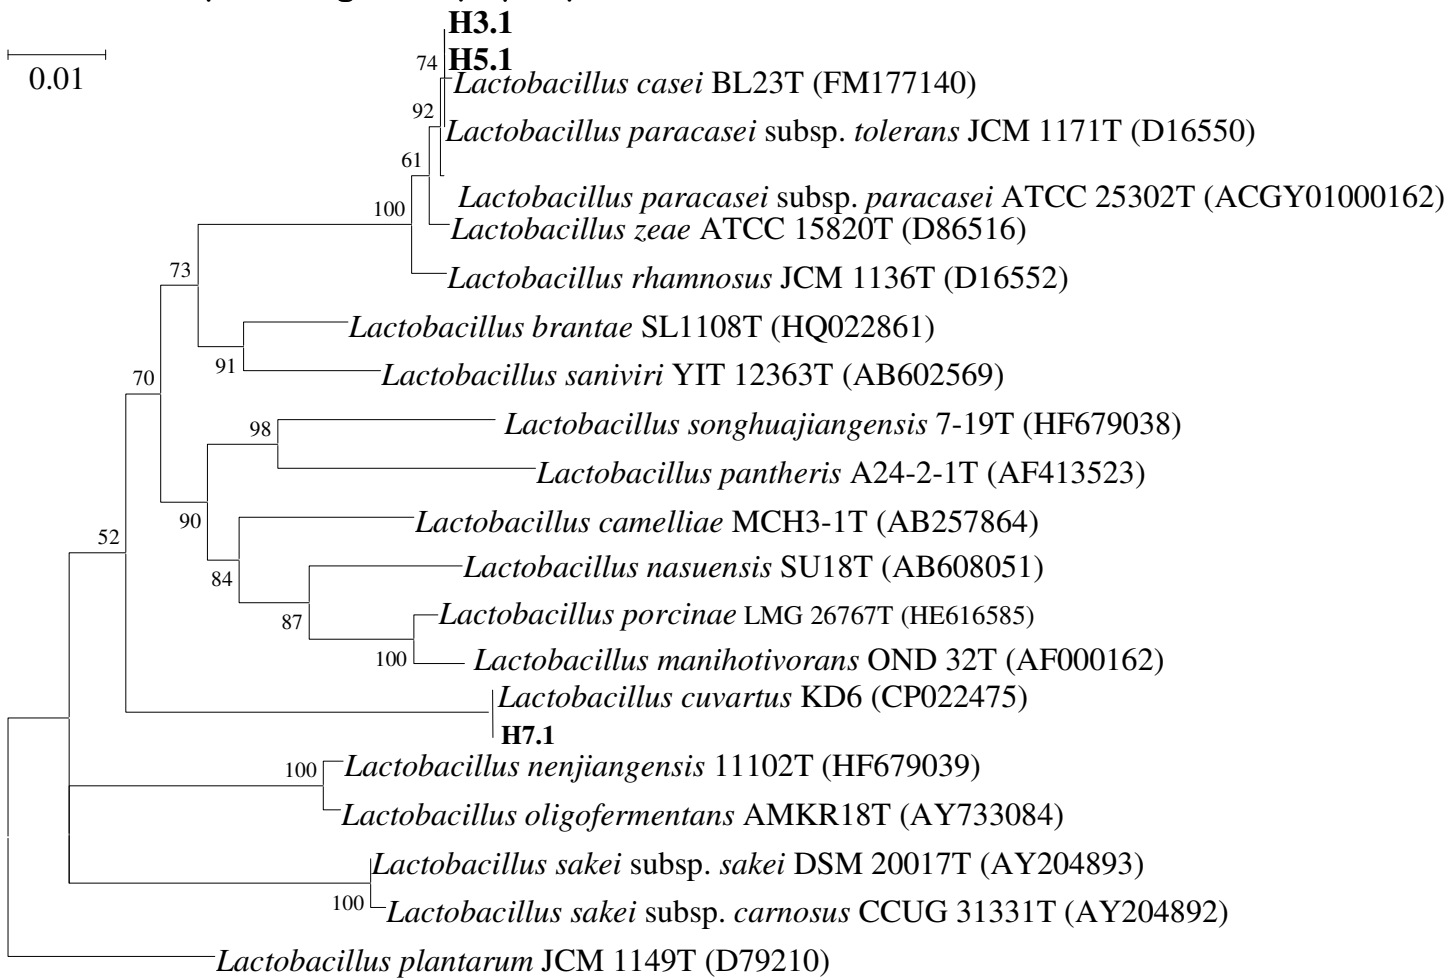 H3.1
H5.1
0.01
74
Lactobacillus casei BL23T (FM177140)
92
Lactobacillus paracasei subsp. tolerans JCM 1171T (D16550)
61
Lactobacillus paracasei subsp. paracasei ATCC 25302T (ACGY01000162)
100
Lactobacillus zeae ATCC 15820T (D86516)
73
Lactobacillus rhamnosus JCM 1136T (D16552)
Lactobacillus brantae SL1108T (HQ022861)
91
Lactobacillus saniviri YIT 12363T (AB602569)
70
98
Lactobacillus songhuajiangensis 7-19T (HF679038)
Lactobacillus pantheris A24-2-1T (AF413523)
90
Lactobacillus camelliae MCH3-1T (AB257864)
52
84
Lactobacillus nasuensis SU18T (AB608051)
87
Lactobacillus porcinae LMG 26767T (HE616585)
100
Lactobacillus manihotivorans OND 32T (AF000162)
Lactobacillus cuvartus KD6 (CP022475)
H7.1
100
Lactobacillus nenjiangensis 11102T (HF679039)
Lactobacillus oligofermentans AMKR18T (AY733084)
Lactobacillus sakei subsp. sakei DSM 20017T (AY204893)
100
Lactobacillus sakei subsp. carnosus CCUG 31331T (AY204892)
Lactobacillus plantarum JCM 1149T (D79210)